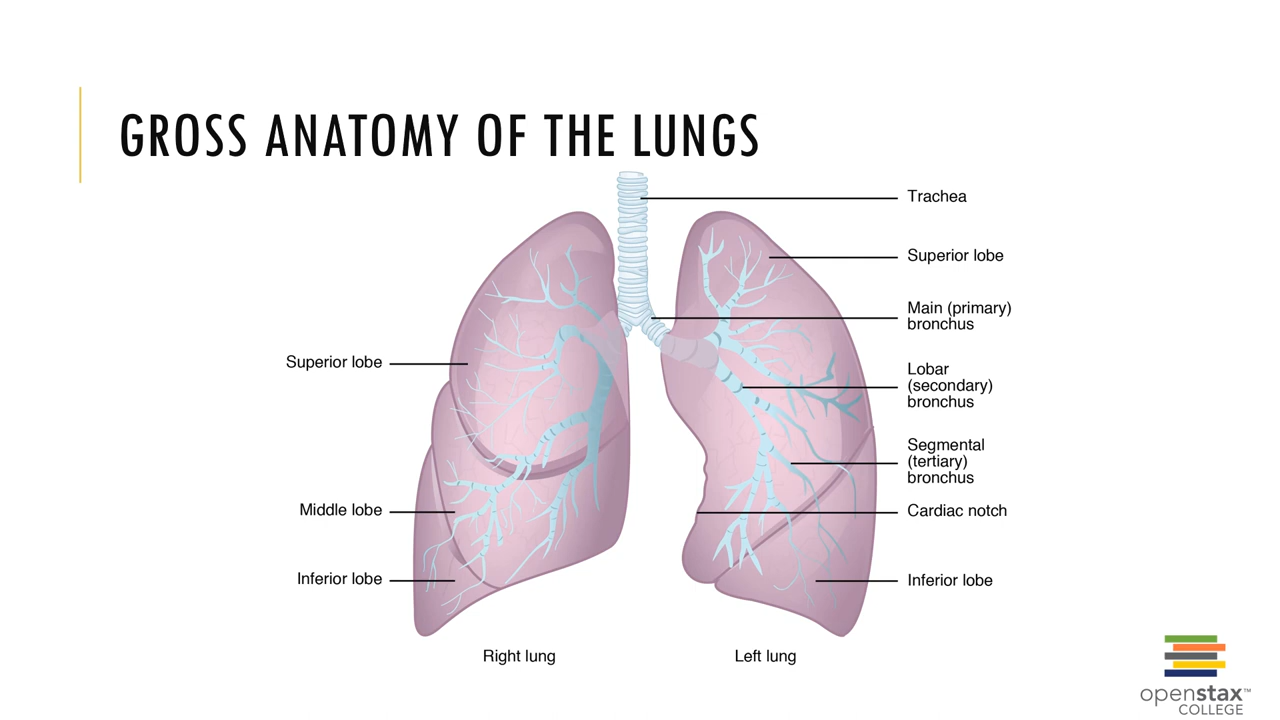 GROSS ANATOMY OF THE LUNGS
Trachea
Superior lobe
Main (primary)
bronchus
Superior lobe
Lobar
(secondary)
bronchus
Segmental
(tertiary)
bronchus
Middle lobe
Cardiac notch
Inferior lobe
Inferior lobe
Right lung
Left lung
openstax™
COLLEGE